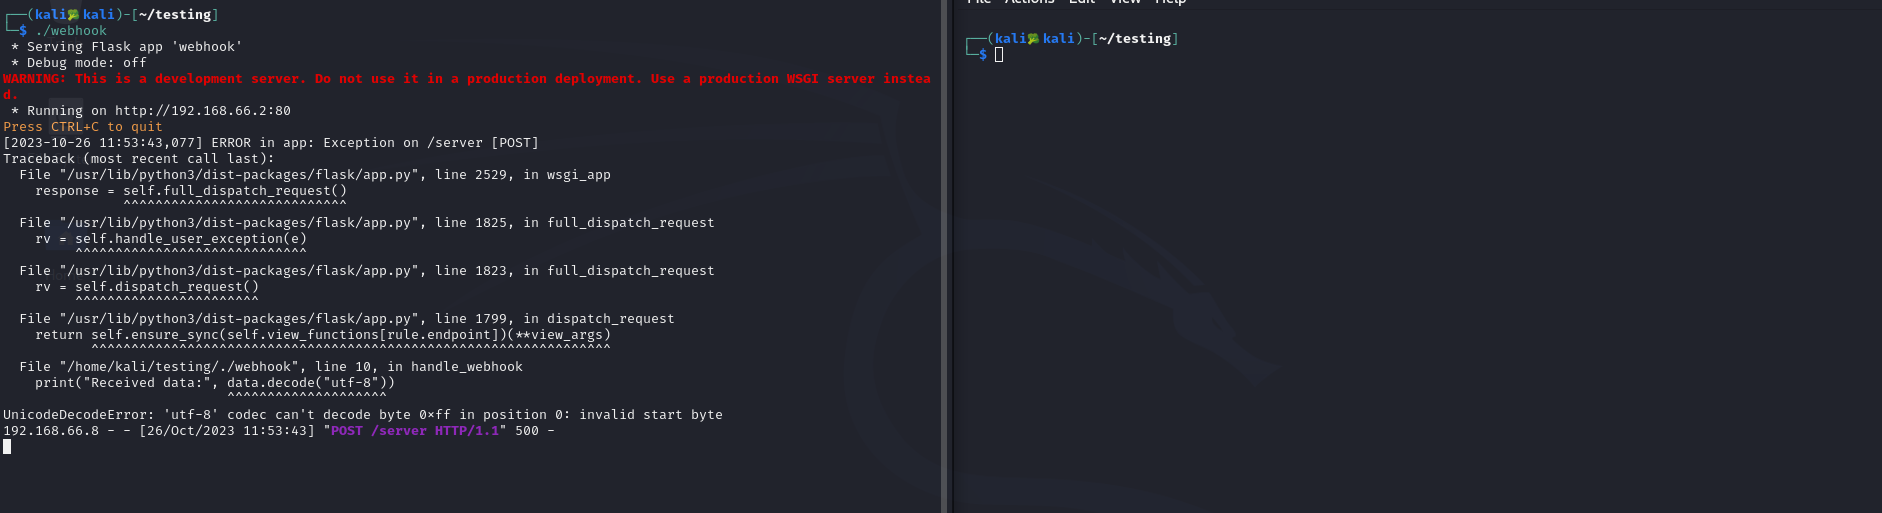 ┌──(kali㉿kali)-[~/testing]
└─$ ./webhook
 * Serving Flask app 'webhook'
 * Debug mode: off
WARNING: This is a development server. Do not use it in a production deployment. Use a production WSGI server instea
d.
 * Running on http://192.168.66.2:80
Press CTRL+C to quit
[2023-10-26 11:53:43,077] ERROR in app: Exception on /server [POST]
Traceback (most recent call last):
  File "/usr/lib/python3/dist-packages/flask/app.py", line 2529, in wsgi_app
    response = self.full_dispatch_request()
               ^^^^^^^^^^^^^^^^^^^^^^^^^^^^
  File "/usr/lib/python3/dist-packages/flask/app.py", line 1825, in full_dispatch_request
    rv = self.handle_user_exception(e)
         ^^^^^^^^^^^^^^^^^^^^^^^^^^^^^
  File "/usr/lib/python3/dist-packages/flask/app.py", line 1823, in full_dispatch_request
    rv = self.dispatch_request()
         ^^^^^^^^^^^^^^^^^^^^^^^
  File "/usr/lib/python3/dist-packages/flask/app.py", line 1799, in dispatch_request
    return self.ensure_sync(self.view_functions[rule.endpoint])(**view_args)
           ^^^^^^^^^^^^^^^^^^^^^^^^^^^^^^^^^^^^^^^^^^^^^^^^^^^^^^^^^^^^^^^^^
  File "/home/kali/testing/./webhook", line 10, in handle_webhook
    print("Received data:", data.decode("utf-8"))
                            ^^^^^^^^^^^^^^^^^^^^
UnicodeDecodeError: 'utf-8' codec can't decode byte 0×ff in position 0: invalid start byte
192.168.66.8 - - [26/Oct/2023 11:53:43] "POST /server HTTP/1.1" 500 -
File Actions Edit View Help
┌──(kali㉿kali)-[~/testing]
└─$